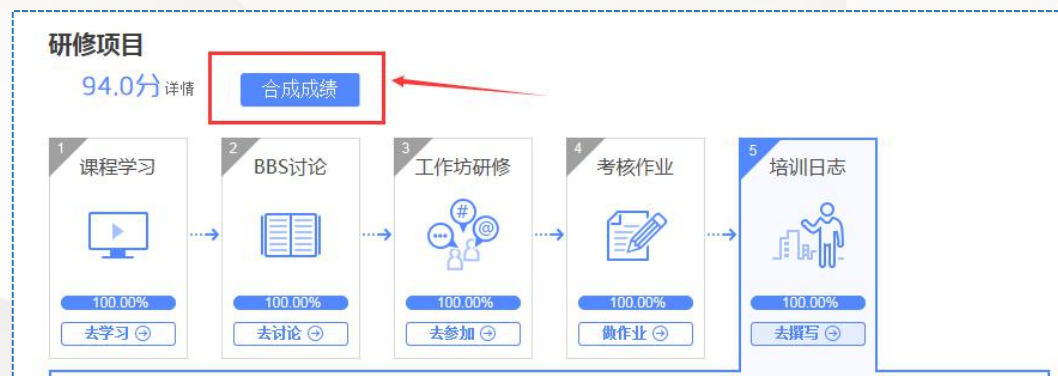 研修项目
94.0分 详情 合成成绩
1 2 3 4 5
课程学习 BBS讨论 工作坊研修 考核作业 培训日志
# @
100.00% 100.00% 100.00% 100.00% 100.00%
去学习 去讨论 去参加 做作业 去撰写